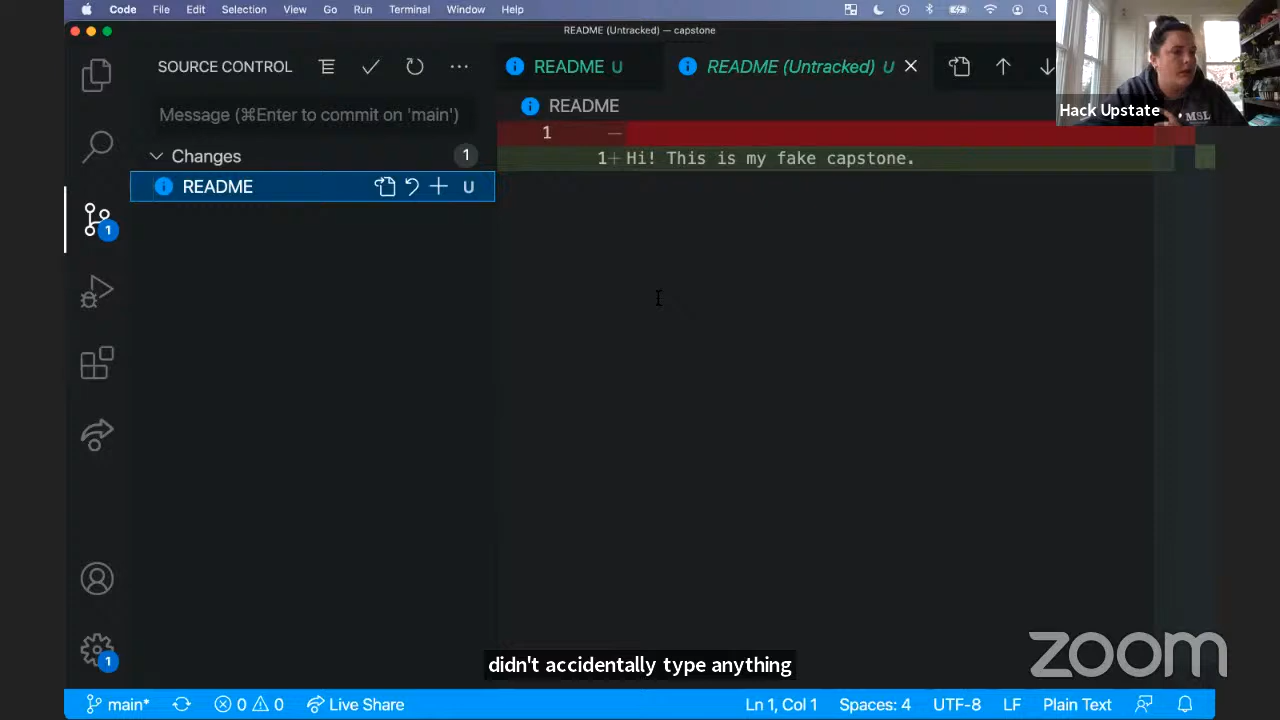 Code File Edit Selection View Go Run Terminal Window Help
README (Untracked) — capstone
SOURCE CONTROL
README U
README (Untracked) U
Hack Upstate
MSL
Message (⌘Enter to commit on 'main')
README
Changes 1
1 —
1+ Hi! This is my fake capstone.
README U
1
didn't accidentally type anything
zoom
1
main* 0 0 Live Share
Ln 1, Col 1 Spaces: 4 UTF-8 LF Plain Text